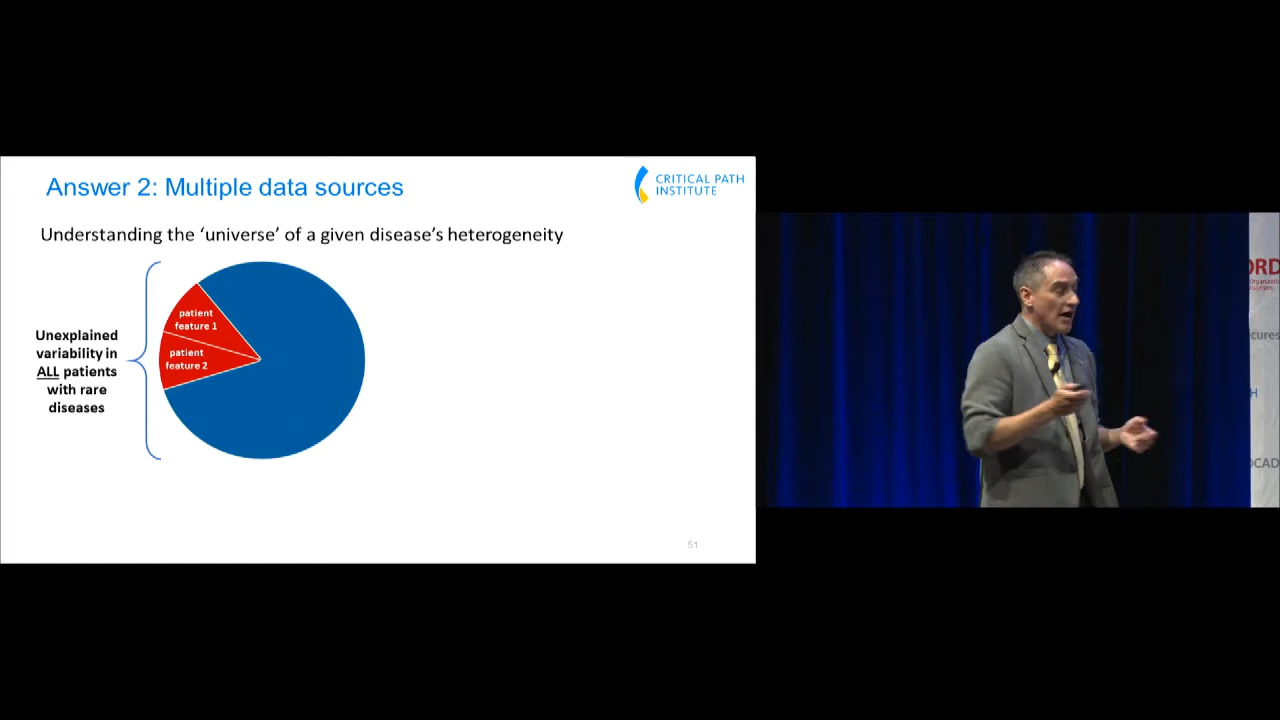 Answer 2: Multiple data sources
CRITICAL PATH
INSTITUTE
Understanding the ‘universe’ of a given disease’s heterogeneity
patient
feature 1
patient
feature 2
Unexplained
variability in
ALL patients
with rare
diseases
51